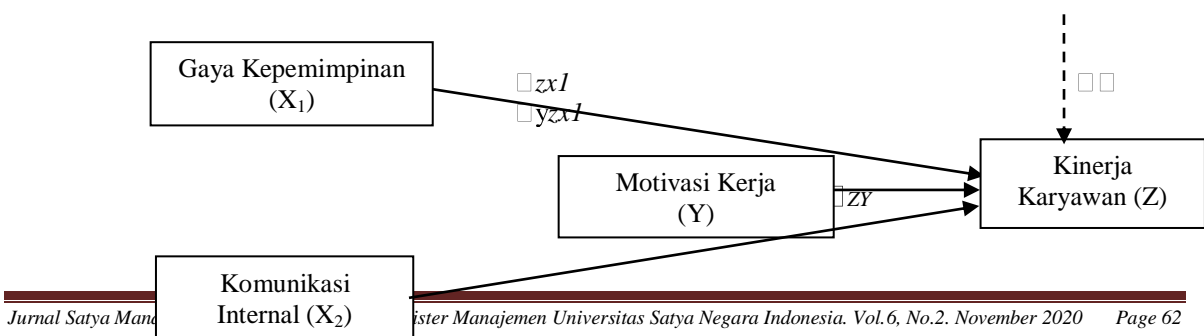 Gaya Kepemimpinan
(X₁)
zx1
yzx1
Motivasi Kerja
(Y)
ZY
Kinerja
Karyawan (Z)
Komunikasi
Internal (X₂)
Jurnal Satya ister Manajemen Universitas Satya Negara Indonesia. Vol.6, No.2. November 2020 Page 62